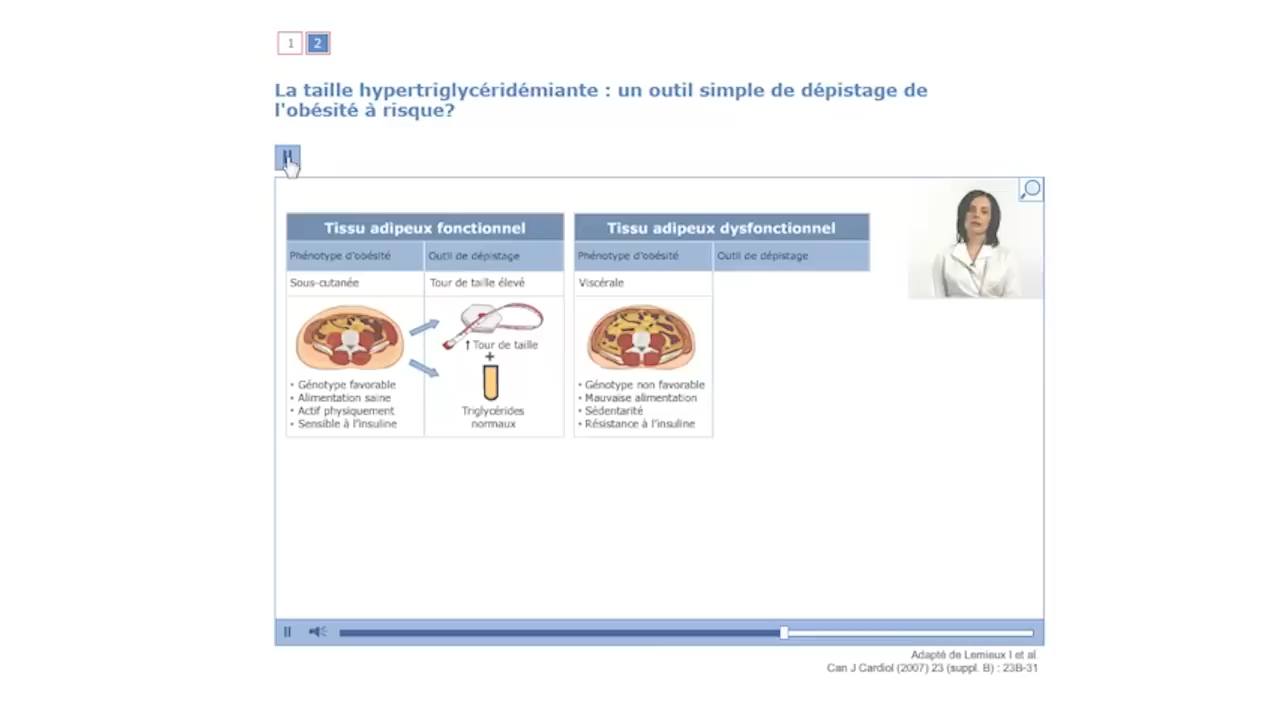 1 2
La taille hypertriglycéridémiante : un outil simple de dépistage de
l'obésité à risque?
Tissu adipeux fonctionnel
Phénotype d'obésité
Outil de dépistage
Sous-cutanée
Tour de taille élevé
↑ Tour de taille
+
Triglycérides
normaux
• Génotype favorable
• Alimentation saine
• Actif physiquement
• Sensible à l'insuline
Tissu adipeux dysfonctionnel
Phénotype d'obésité
Outil de dépistage
Viscérale
• Génotype non favorable
• Mauvaise alimentation
• Sédentarité
• Résistance à l'insuline
Adapté de Lemieux I et al.
Can J Cardiol (2007) 23 (suppl. B) : 23B-31